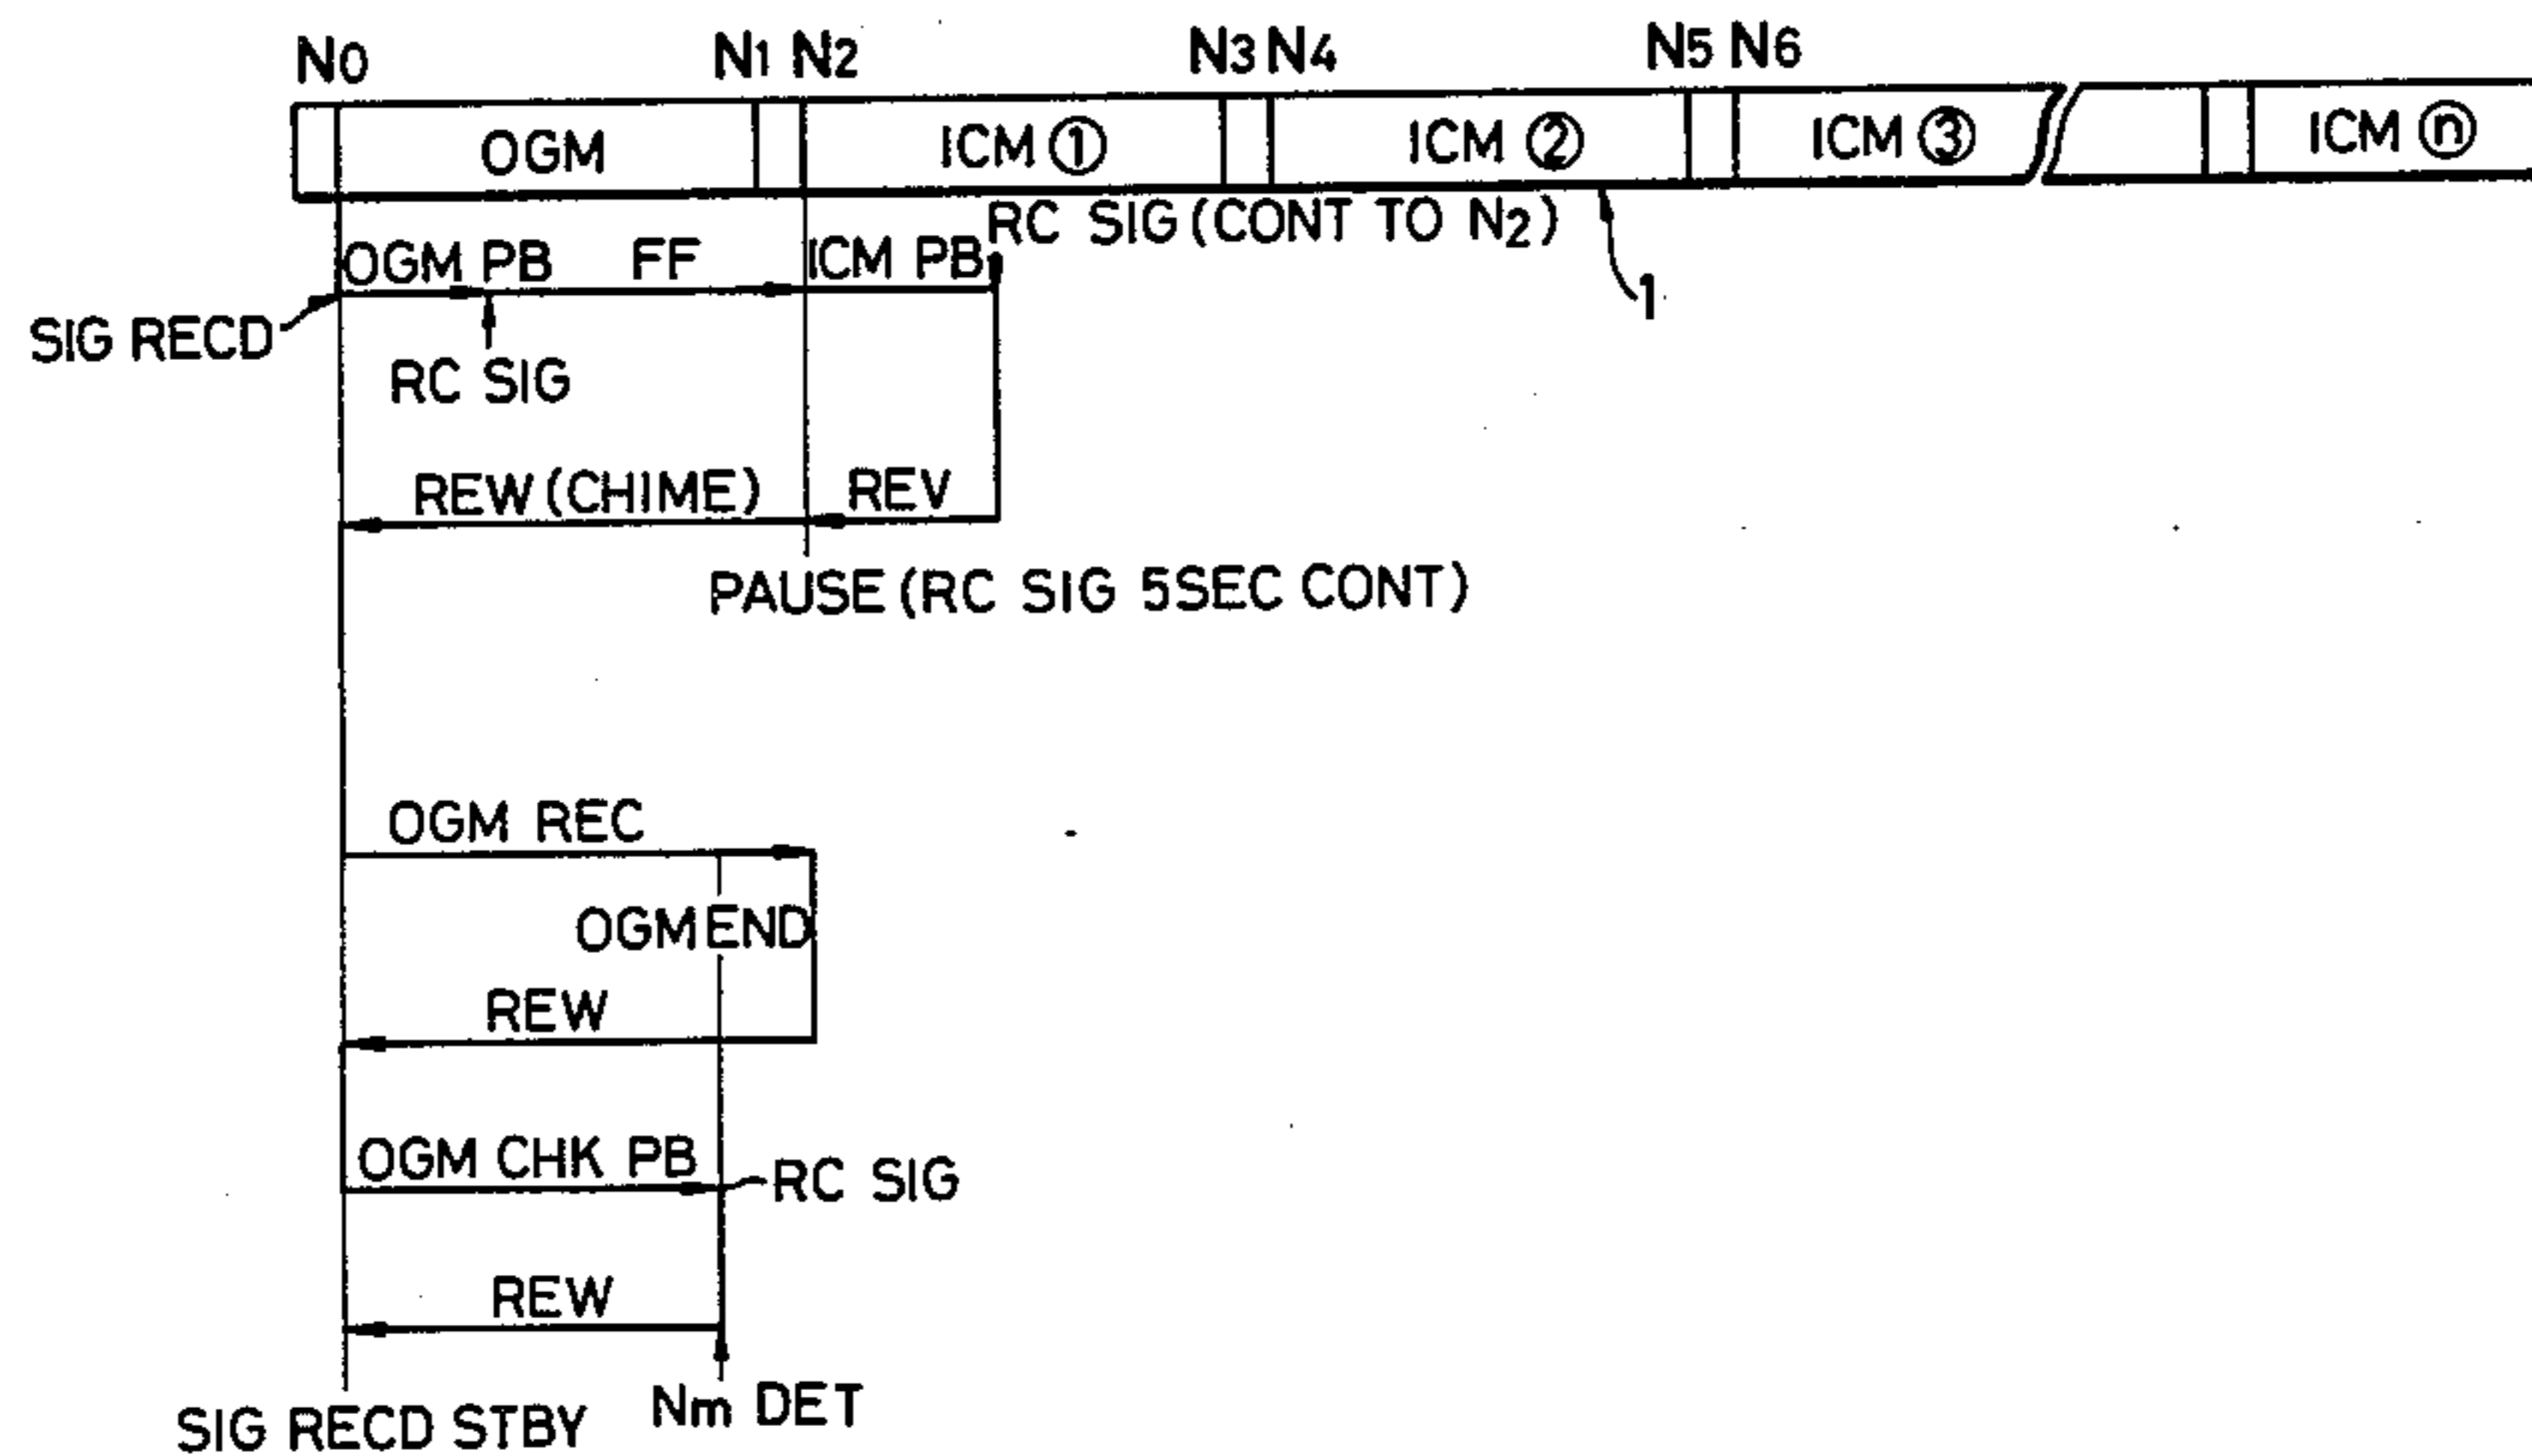 N0 N1 N2 N3 N4 N5 N6
OGM ICM ① ICM ② ICM ③ ICM ⓝ
RC SIG (CONT TO N2)
OGM PB FF ICM PB
1
SIG RECD
RC SIG
REW (CHIME) REV
PAUSE (RC SIG 5SEC CONT)
OGM REC
OGM END
REW
OGM CHK PB RC SIG
REW
Nm DET
SIG RECD STBY